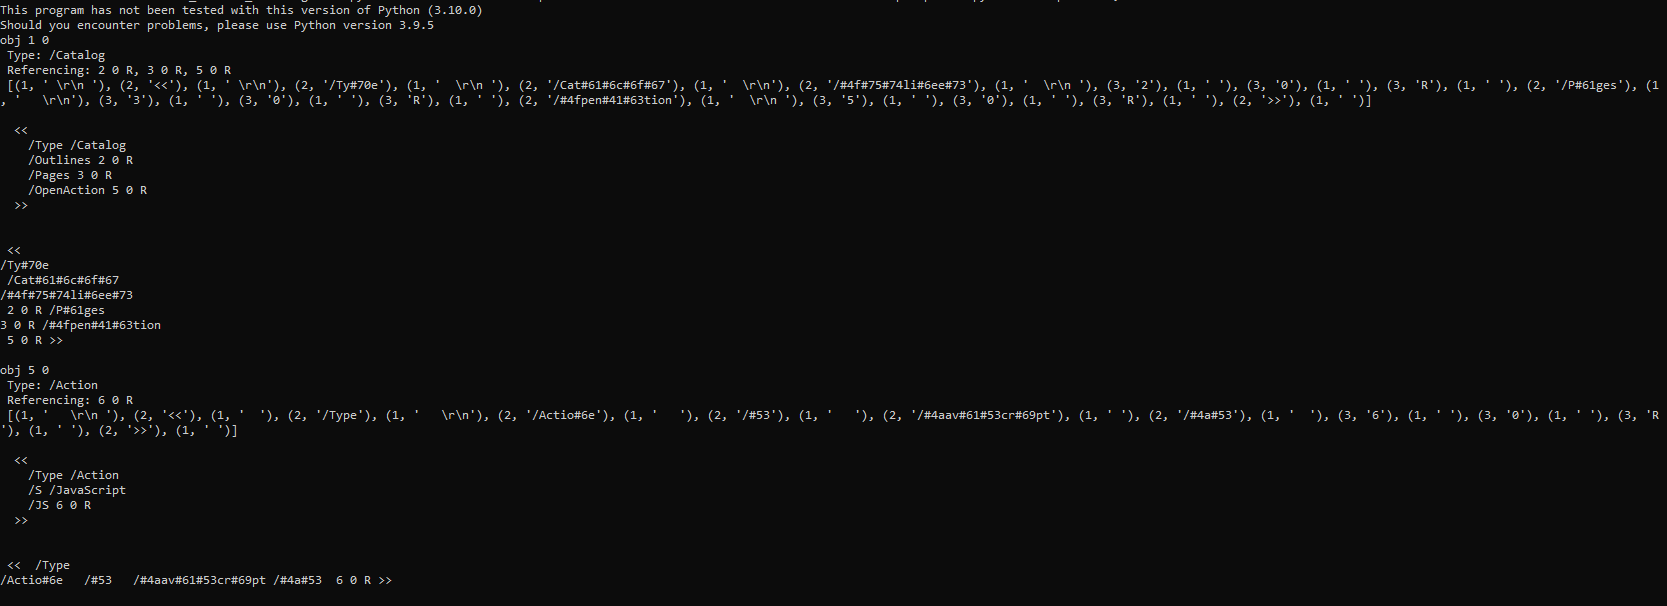 This program has not been tested with this version of Python (3.10.0)
Should you encounter problems, please use Python version 3.9.5
obj 1 0
 Type: /Catalog
 Referencing: 2 0 R, 3 0 R, 5 0 R
 [(1, ' \r\n '), (2, '<<'), (1, ' \r\n'), (2, '/Ty#70e'), (1, '  \r\n '), (2, '/Cat#61#6c#6f#67'), (1, '  \r\n'), (2, '/#4f#75#74li#6ee#73'), (1, '  \r\n '), (3, '2'), (1, ' '), (3, '0'), (1, ' '), (3, 'R'), (1, ' '), (2, '/P#61ges'), (1
, '   \r\n'), (3, '3'), (1, ' '), (3, '0'), (1, ' '), (3, 'R'), (1, ' '), (2, '/#4fpen#41#63tion'), (1, '  \r\n '), (3, '5'), (1, ' '), (3, '0'), (1, ' '), (3, 'R'), (1, ' '), (2, '>>'), (1, ' ')]
  <<
    /Type /Catalog
    /Outlines 2 0 R
    /Pages 3 0 R
    /OpenAction 5 0 R
  >>
 <<
/Ty#70e
 /Cat#61#6c#6f#67
/#4f#75#74li#6ee#73
 2 0 R /P#61ges
3 0 R /#4fpen#41#63tion
 5 0 R >>
obj 5 0
 Type: /Action
 Referencing: 6 0 R
 [(1, '   \r\n '), (2, '<<'), (1, '  '), (2, '/Type'), (1, '   \r\n'), (2, '/Actio#6e'), (1, '   '), (2, '/#53'), (1, '   '), (2, '/#4aav#61#53cr#69pt'), (1, ' '), (2, '/#4a#53'), (1, '  '), (3, '6'), (1, ' '), (3, '0'), (1, ' '), (3, 'R
'), (1, ' '), (2, '>>'), (1, ' ')]
  <<
    /Type /Action
    /S /JavaScript
    /JS 6 0 R
  >>
 <<  /Type
/Actio#6e   /#53   /#4aav#61#53cr#69pt /#4a#53  6 0 R >>